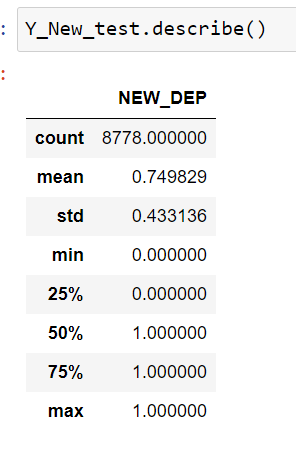 : Y_New_test.describe()
:
NEW_DEP
count 8778.000000
mean 0.749829
std 0.433136
min 0.000000
25% 0.000000
50% 1.000000
75% 1.000000
max 1.000000